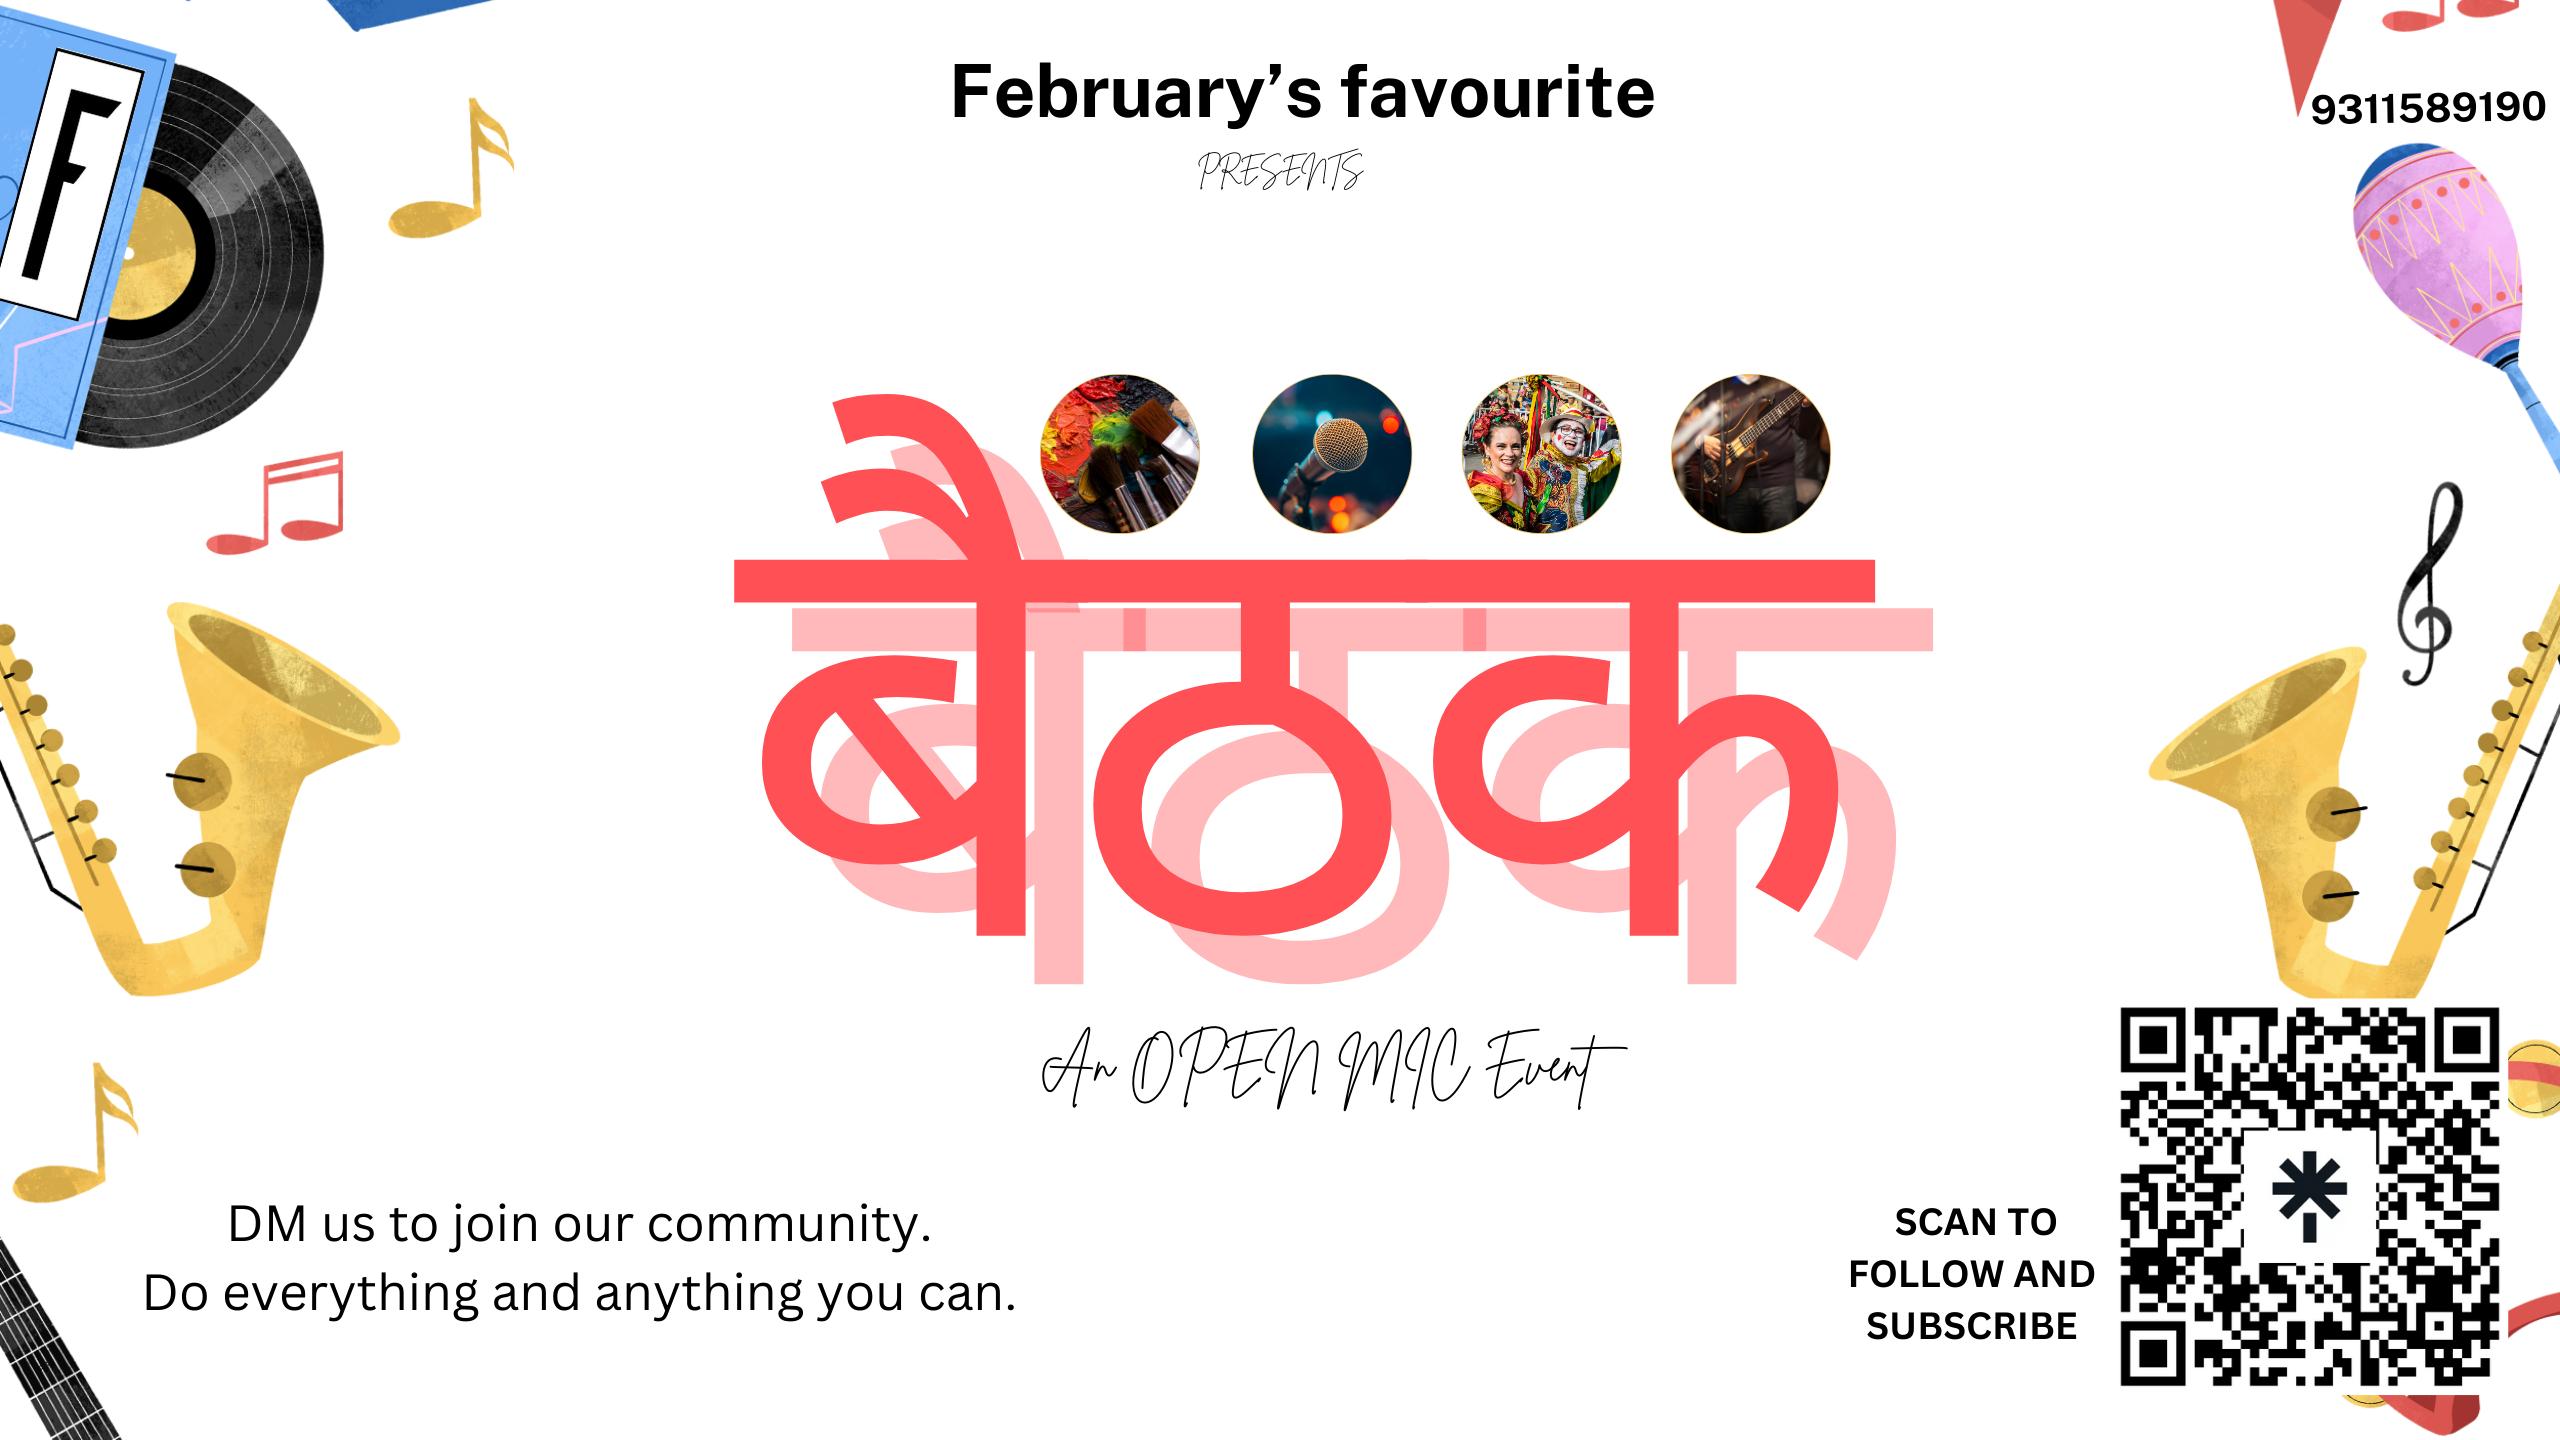 February’s favourite
PRESENTS
9311589190
F
बैठक
An OPEN MIC Event
DM us to join our community.
Do everything and anything you can.
SCAN TO
FOLLOW AND
SUBSCRIBE